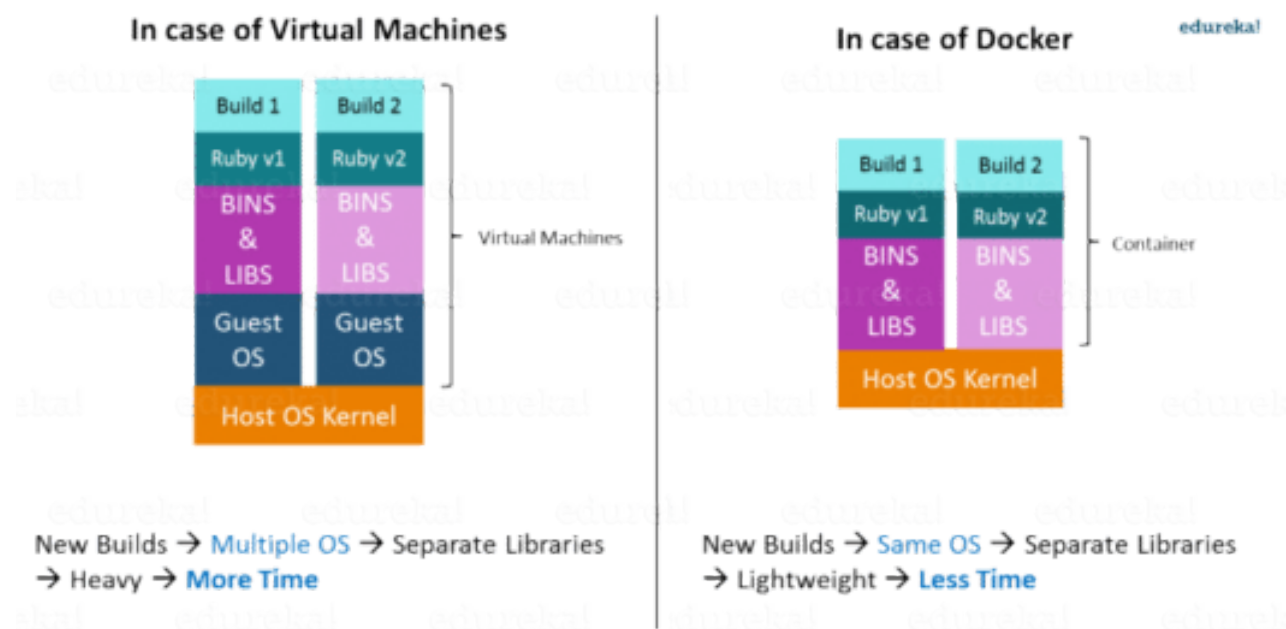 In case of Virtual Machines
Build 1
Build 2
Ruby v1
Ruby v2
BINS
&
LIBS
BINS
&
LIBS
Guest
OS
Guest
OS
Host OS Kernel
Virtual Machines
New Builds → Multiple OS → Separate Libraries
→ Heavy → More Time
In case of Docker
edureka!
Build 1
Build 2
Ruby v1
Ruby v2
BINS
&
LIBS
BINS
&
LIBS
Host OS Kernel
Container
New Builds → Same OS → Separate Libraries
→ Lightweight → Less Time